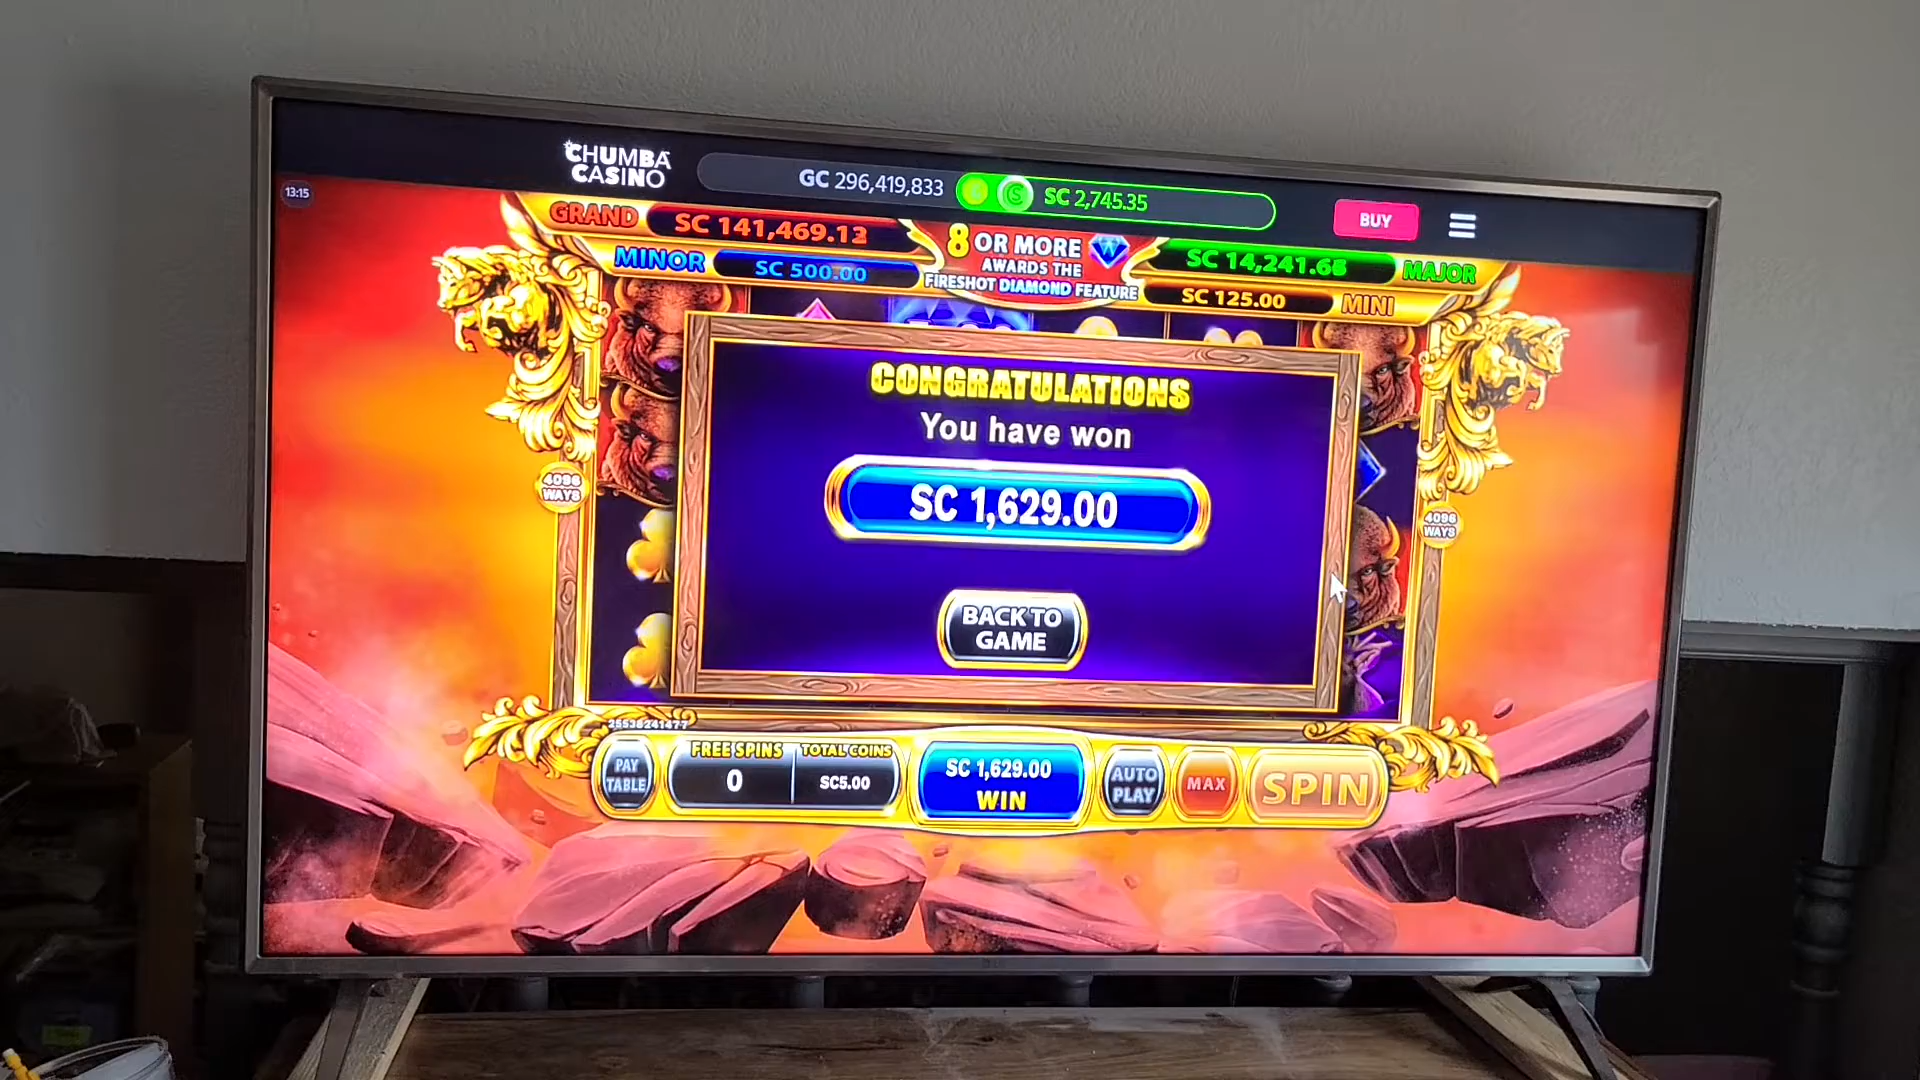 CHUMBA
CASINO
GC 296,419,833
SC 2,745.35
BUY
13:15
GRAND
SC 141,469.13
MINOR
SC 500.00
8 OR MORE
AWARDS THE
FIRESHOT DIAMOND FEATURE
SC 14,241.68
MAJOR
SC 125.00
MINI
CONGRATULATIONS
You have won
SC 1,629.00
4096
WAYS
4096
WAYS
BACK TO
GAME
25538241477
PAY
TABLE
FREE SPINS
0
TOTAL COINS
SC5.00
SC 1,629.00
WIN
AUTO
PLAY
MAX
SPIN